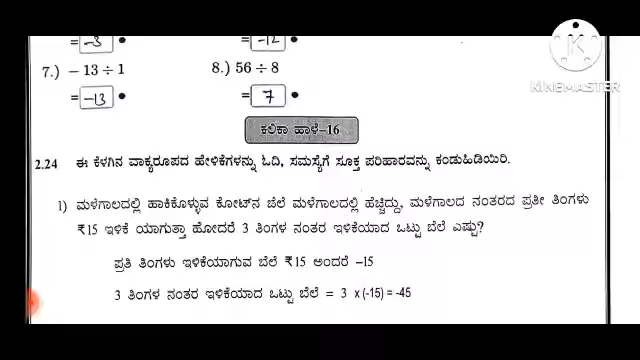 = -3 • = -12 •
7.) – 13 ÷ 1 8.) 56 ÷ 8
= -13 • = 7 •
KINEMASTER
ಕಲಿಕಾ ಹಾಳೆ-16
2.24 ಈ ಕೆಳಗಿನ ವಾಕ್ಯರೂಪದ ಹೇಳಿಕೆಗಳನ್ನು ಓದಿ, ಸಮಸ್ಯೆಗೆ ಸೂಕ್ತ ಪರಿಹಾರವನ್ನು ಕಂಡುಹಿಡಿಯಿರಿ.
1) ಮಳೆಗಾಲದಲ್ಲಿ ಹಾಕಿಕೊಳ್ಳುವ ಕೋಟ್‌ನ ಬೆಲೆ ಮಳೆಗಾಲದಲ್ಲಿ ಹೆಚ್ಚಿದ್ದು, ಮಳೆಗಾಲದ ನಂತರದ ಪ್ರತೀ ತಿಂಗಳು
₹15 ಇಳಿಕೆ ಯಾಗುತ್ತಾ ಹೋದರೆ 3 ತಿಂಗಳ ನಂತರ ಇಳಿಕೆಯಾದ ಒಟ್ಟು ಬೆಲೆ ಎಷ್ಟು?
ಪ್ರತಿ ತಿಂಗಳು ಇಳಿಕೆಯಾಗುವ ಬೆಲೆ ₹15 ಅಂದರೆ –15
3 ತಿಂಗಳ ನಂತರ ಇಳಿಕೆಯಾದ ಒಟ್ಟು ಬೆಲೆ = 3 x (-15) = -45